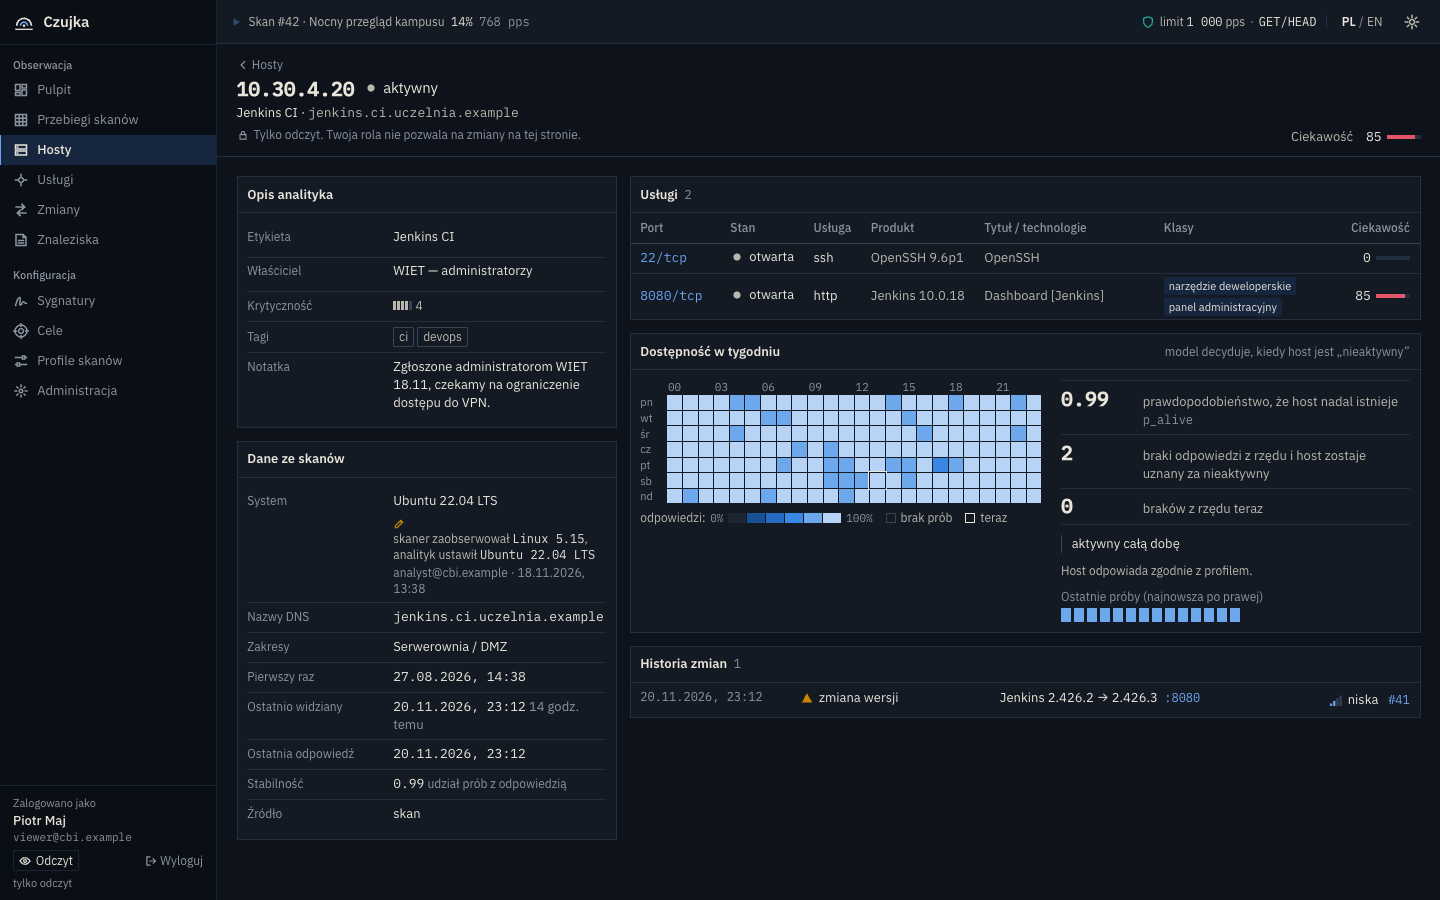 Czujka
Skan #42 · Nocny przegląd kampusu 14% 768 pps
limit 1 000 pps · GET/HEAD
PL / EN
Obserwacja
Pulpit
Przebiegi skanów
Hosty
Usługi
Zmiany
Znaleziska
Konfiguracja
Sygnatury
Cele
Profile skanów
Administracja
Zalogowano jako
Piotr Maj
viewer@cbi.example
Odczyt
Wyloguj
tylko odczyt
Hosty
10.30.4.20 aktywny
Jenkins CI · jenkins.ci.uczelnia.example
Tylko odczyt. Twoja rola nie pozwala na zmiany na tej stronie.
Ciekawość 85
Opis analityka
Etykieta Jenkins CI
Właściciel WIET — administratorzy
Krytyczność 4
Tagi ci devops
Notatka Zgłoszone administratorom WIET
18.11, czekamy na ograniczenie
dostępu do VPN.
Dane ze skanów
System Ubuntu 22.04 LTS
skaner zaobserwował Linux 5.15,
analityk ustawił Ubuntu 22.04 LTS
analyst@cbi.example · 18.11.2026,
13:38
Nazwy DNS jenkins.ci.uczelnia.example
Zakresy Serwerownia / DMZ
Pierwszy raz 27.08.2026, 14:38
Ostatnio widziany 20.11.2026, 23:12 14 godz.
temu
Ostatnia odpowiedź 20.11.2026, 23:12
Stabilność 0.99 udział prób z odpowiedzią
Źródło skan
Usługi 2
Port Stan Usługa Produkt Tytuł / technologie Klasy Ciekawość
22/tcp otwarta ssh OpenSSH 9.6p1 OpenSSH 0
8080/tcp otwarta http Jenkins 10.0.18 Dashboard [Jenkins] narzędzie deweloperskie 85
panel administracyjny
Dostępność w tygodniu
model decyduje, kiedy host jest „nieaktywny”
00 03 06 09 12 15 18 21
pn
wt
śr
cz
pt
sb
nd
odpowiedzi: 0% 100% brak prób teraz
0.99 prawdopodobieństwo, że host nadal istnieje
p_alive
2 braki odpowiedzi z rzędu i host zostaje
uznany za nieaktywny
0 braków z rzędu teraz
aktywny całą dobę
Host odpowiada zgodnie z profilem.
Ostatnie próby (najnowsza po prawej)
Historia zmian 1
20.11.2026, 23:12 zmiana wersji Jenkins 2.426.2 → 2.426.3 :8080 niska #41